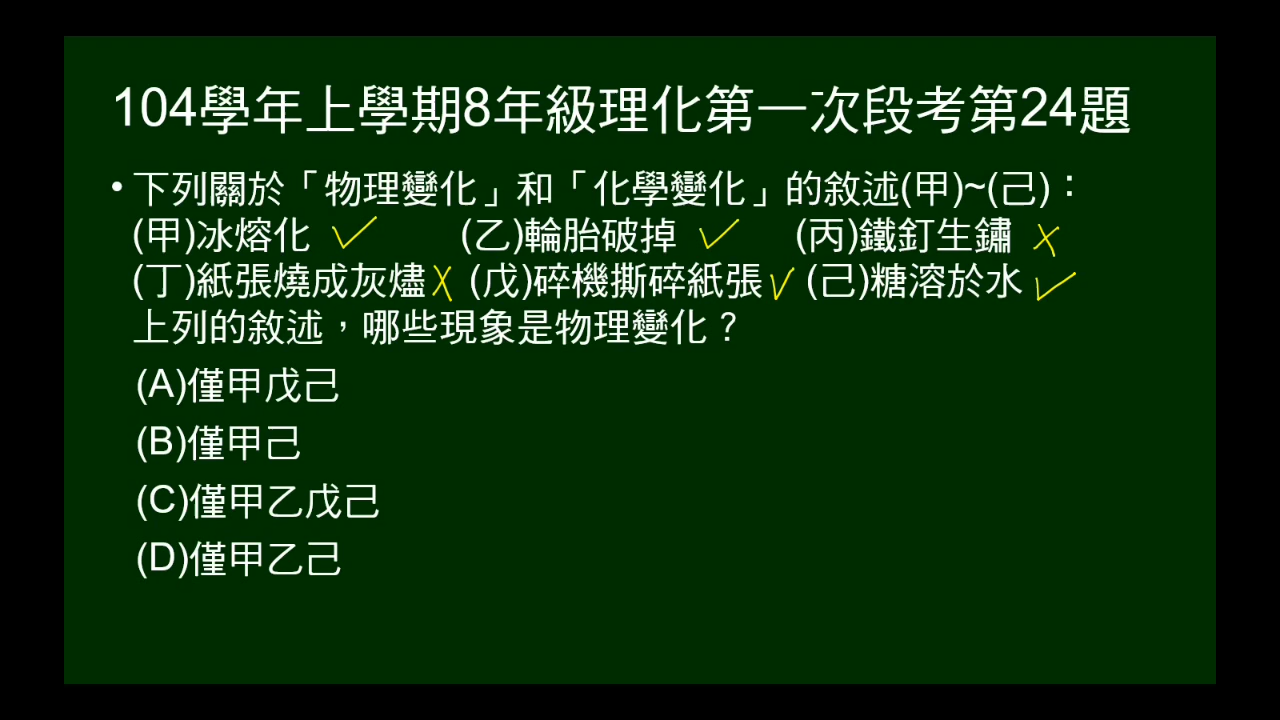 104學年上學期8年級理化第一次段考第24題
•下列關於「物理變化」和「化學變化」的敘述(甲)~(己)：
(甲)冰熔化 ✓ (乙)輪胎破掉 ✓ (丙)鐵釘生鏽 ✗
(丁)紙張燒成灰燼 ✗ (戊)碎機撕碎紙張 ✓ (己)糖溶於水 ✓
上列的敘述，哪些現象是物理變化？
(A)僅甲戊己
(B)僅甲己
(C)僅甲乙戊己
(D)僅甲乙己